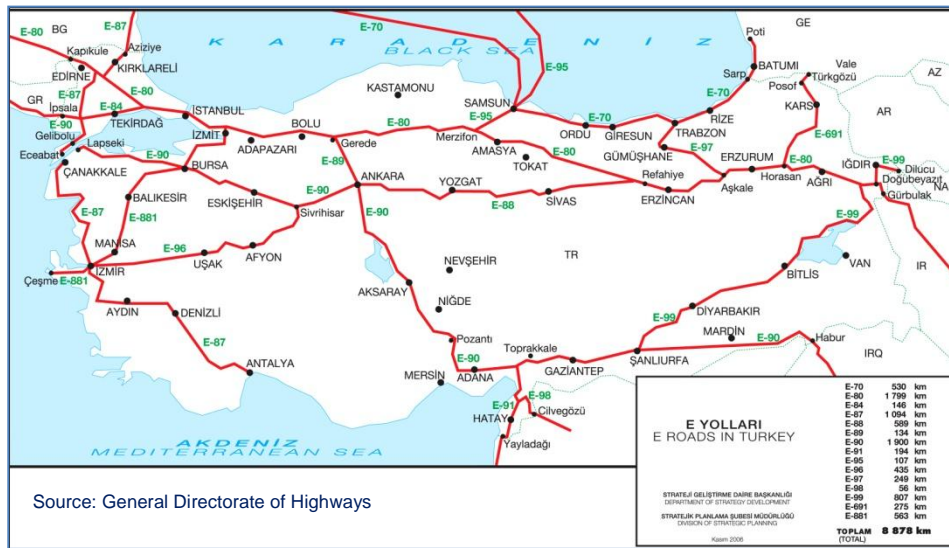 E-80
BG
E-87
E-70
GE
Poti
KARADENİZ
BLACK SEA
Kapıkule
Aziziye
EDİRNE
KIRKLARELİ
E-95
BATUMI
Sarp
Vale
Türkgözü
Posof
AZ
GR
E-87
E-80
İpsala
E-84
TEKİRDAĞ
İSTANBUL
KASTAMONU
SAMSUN
E-70
E-70
RİZE
KARS
AR
E-90
Gelibolu
Lapseki
İZMİT
BOLU
ADAPAZARI
Gerede
E-80
E-95
Merzifon
ORDU
GİRESUN
TRABZON
E-691
Eceabat
ÇANAKKALE
E-90
BURSA
E-89
AMASYA
E-80
TOKAT
GÜMÜŞHANE
E-97
ERZURUM
Horasan
E-80
AĞRI
IĞDIR
E-99
Dilucu
Doğubeyazıt
NA
Gürbulak
ANKARA
YOZGAT
Refahiye
Aşkale
BALIKESİR
E-881
ESKİŞEHİR
E-90
Sivrihisar
E-90
E-88
SİVAS
ERZİNCAN
E-87
E-99
MANİSA
E-96
UŞAK
AFYON
TR
İZMİR
Çeşme
E-881
NEVŞEHİR
VAN
BİTLİS
IR
AKSARAY
NİĞDE
AYDIN
DENİZLİ
DİYARBAKIR
E-99
MARDİN
E-90
Habur
E-87
Pozantı
Toprakkale
ŞANLIURFA
IRQ
ANTALYA
E-90
ADANA
GAZİANTEP
MERSİN
E-98
E-91
HATAY
Cilvegözü
Yayladağı
AKDENİZ
MEDITERRANEAN SEA
E YOLLARI
E ROADS IN TURKEY
STRATEJİ GELİŞTİRME DAİRE BAŞKANLIĞI
DEPARTMENT OF STRATEGY DEVELOPMENT
STRATEJİK PLANLAMA ŞUBESİ MÜDÜRLÜĞÜ
DIVISION OF STRATEGIC PLANNING
Kasım 2008
E-70 530 km
E-80 1 799 km
E-84 146 km
E-87 1 094 km
E-88 589 km
E-89 134 km
E-90 1 900 km
E-91 194 km
E-95 107 km
E-96 435 km
E-97 249 km
E-98 56 km
E-99 807 km
E-691 275 km
E-881 563 km
TOPLAM 8 878 km
(TOTAL)
Source: General Directorate of Highways